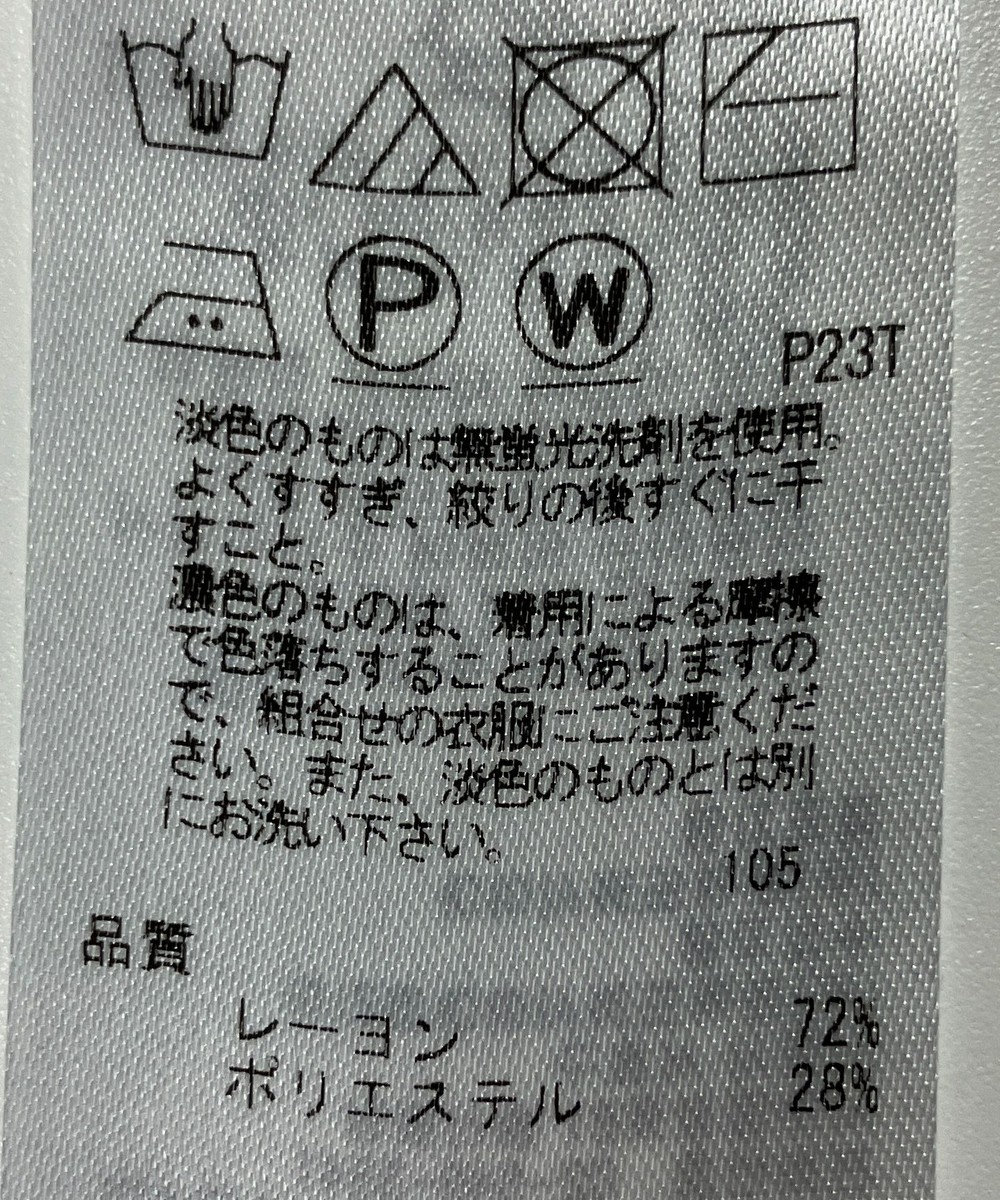 P
W
P23T
淡色のものは無蛍光洗剤を使用。
よくすすぎ、絞りの後すぐに干
すこと。
濃色のものは、着用による摩擦
で色落ちすることがありますの
で、組合せの衣服にご注意くだ
さい。また、淡色のものとは別
にお洗い下さい。
105
品質
レーヨン 72%
ポリエステル 28%